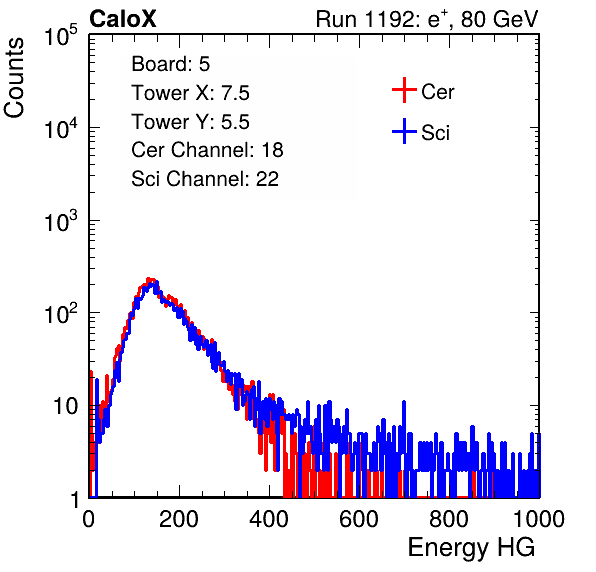 CaloX Run 1192: e⁺, 80 GeV
Board: 5
Tower X: 7.5
Tower Y: 5.5
Cer Channel: 18
Sci Channel: 22
Cer
Sci
Counts
10⁵
10⁴
10³
10²
10
1
0 200 400 600 800 1000
Energy HG